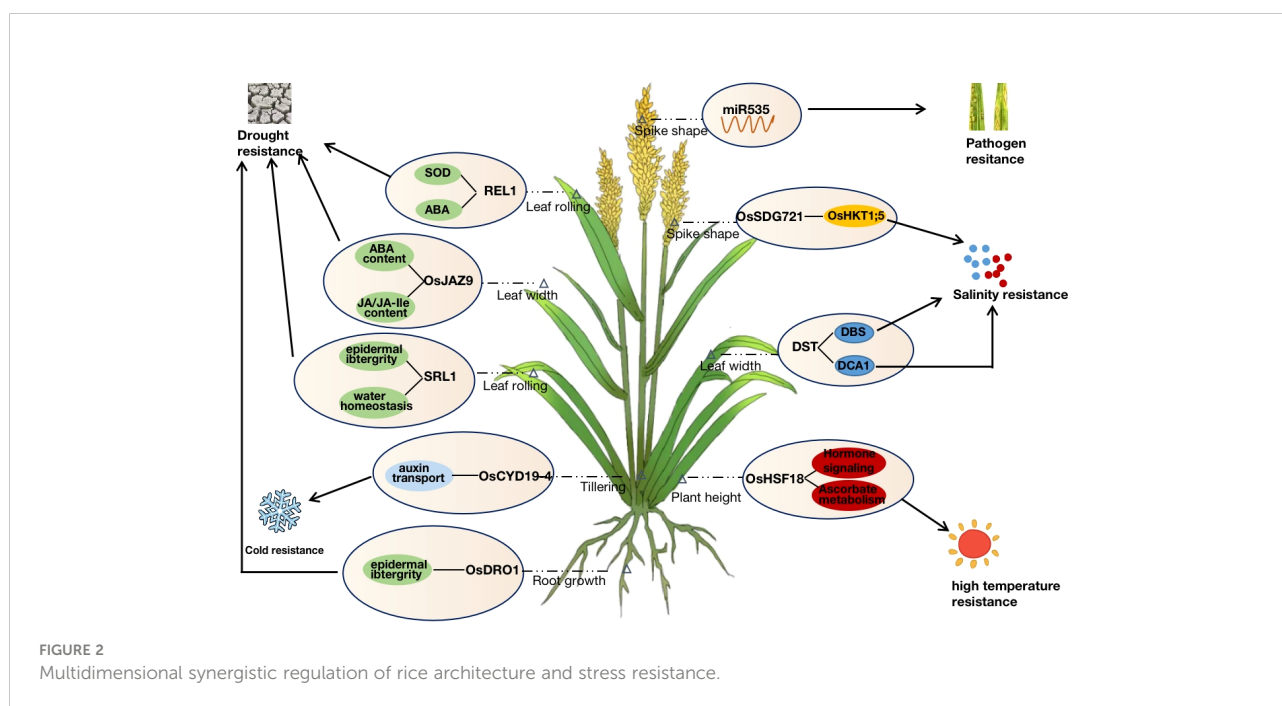 Drought
resistance
SOD
ABA
REL1
Leaf rolling
ABA
content
JA/JA-Ile
content
OsJAZ9
Leaf width
epidermal
ibtergrity
water
homeostasis
SRL1
Leaf rolling
auxin
transport
OsCYD19-4
Tillering
Cold resistance
epidermal
ibtergrity
OsDRO1
Root growth
Spike shape
miR535
Pathogen
resitance
Spike shape
OsSDG721
OsHKT1;5
Salinity resistance
Leaf width
DST
DBS
DCA1
Plant height
OsHSF18
Hormone
signaling
Ascorbate
metabolism
high temperature
resistance
FIGURE 2
Multidimensional synergistic regulation of rice architecture and stress resistance.